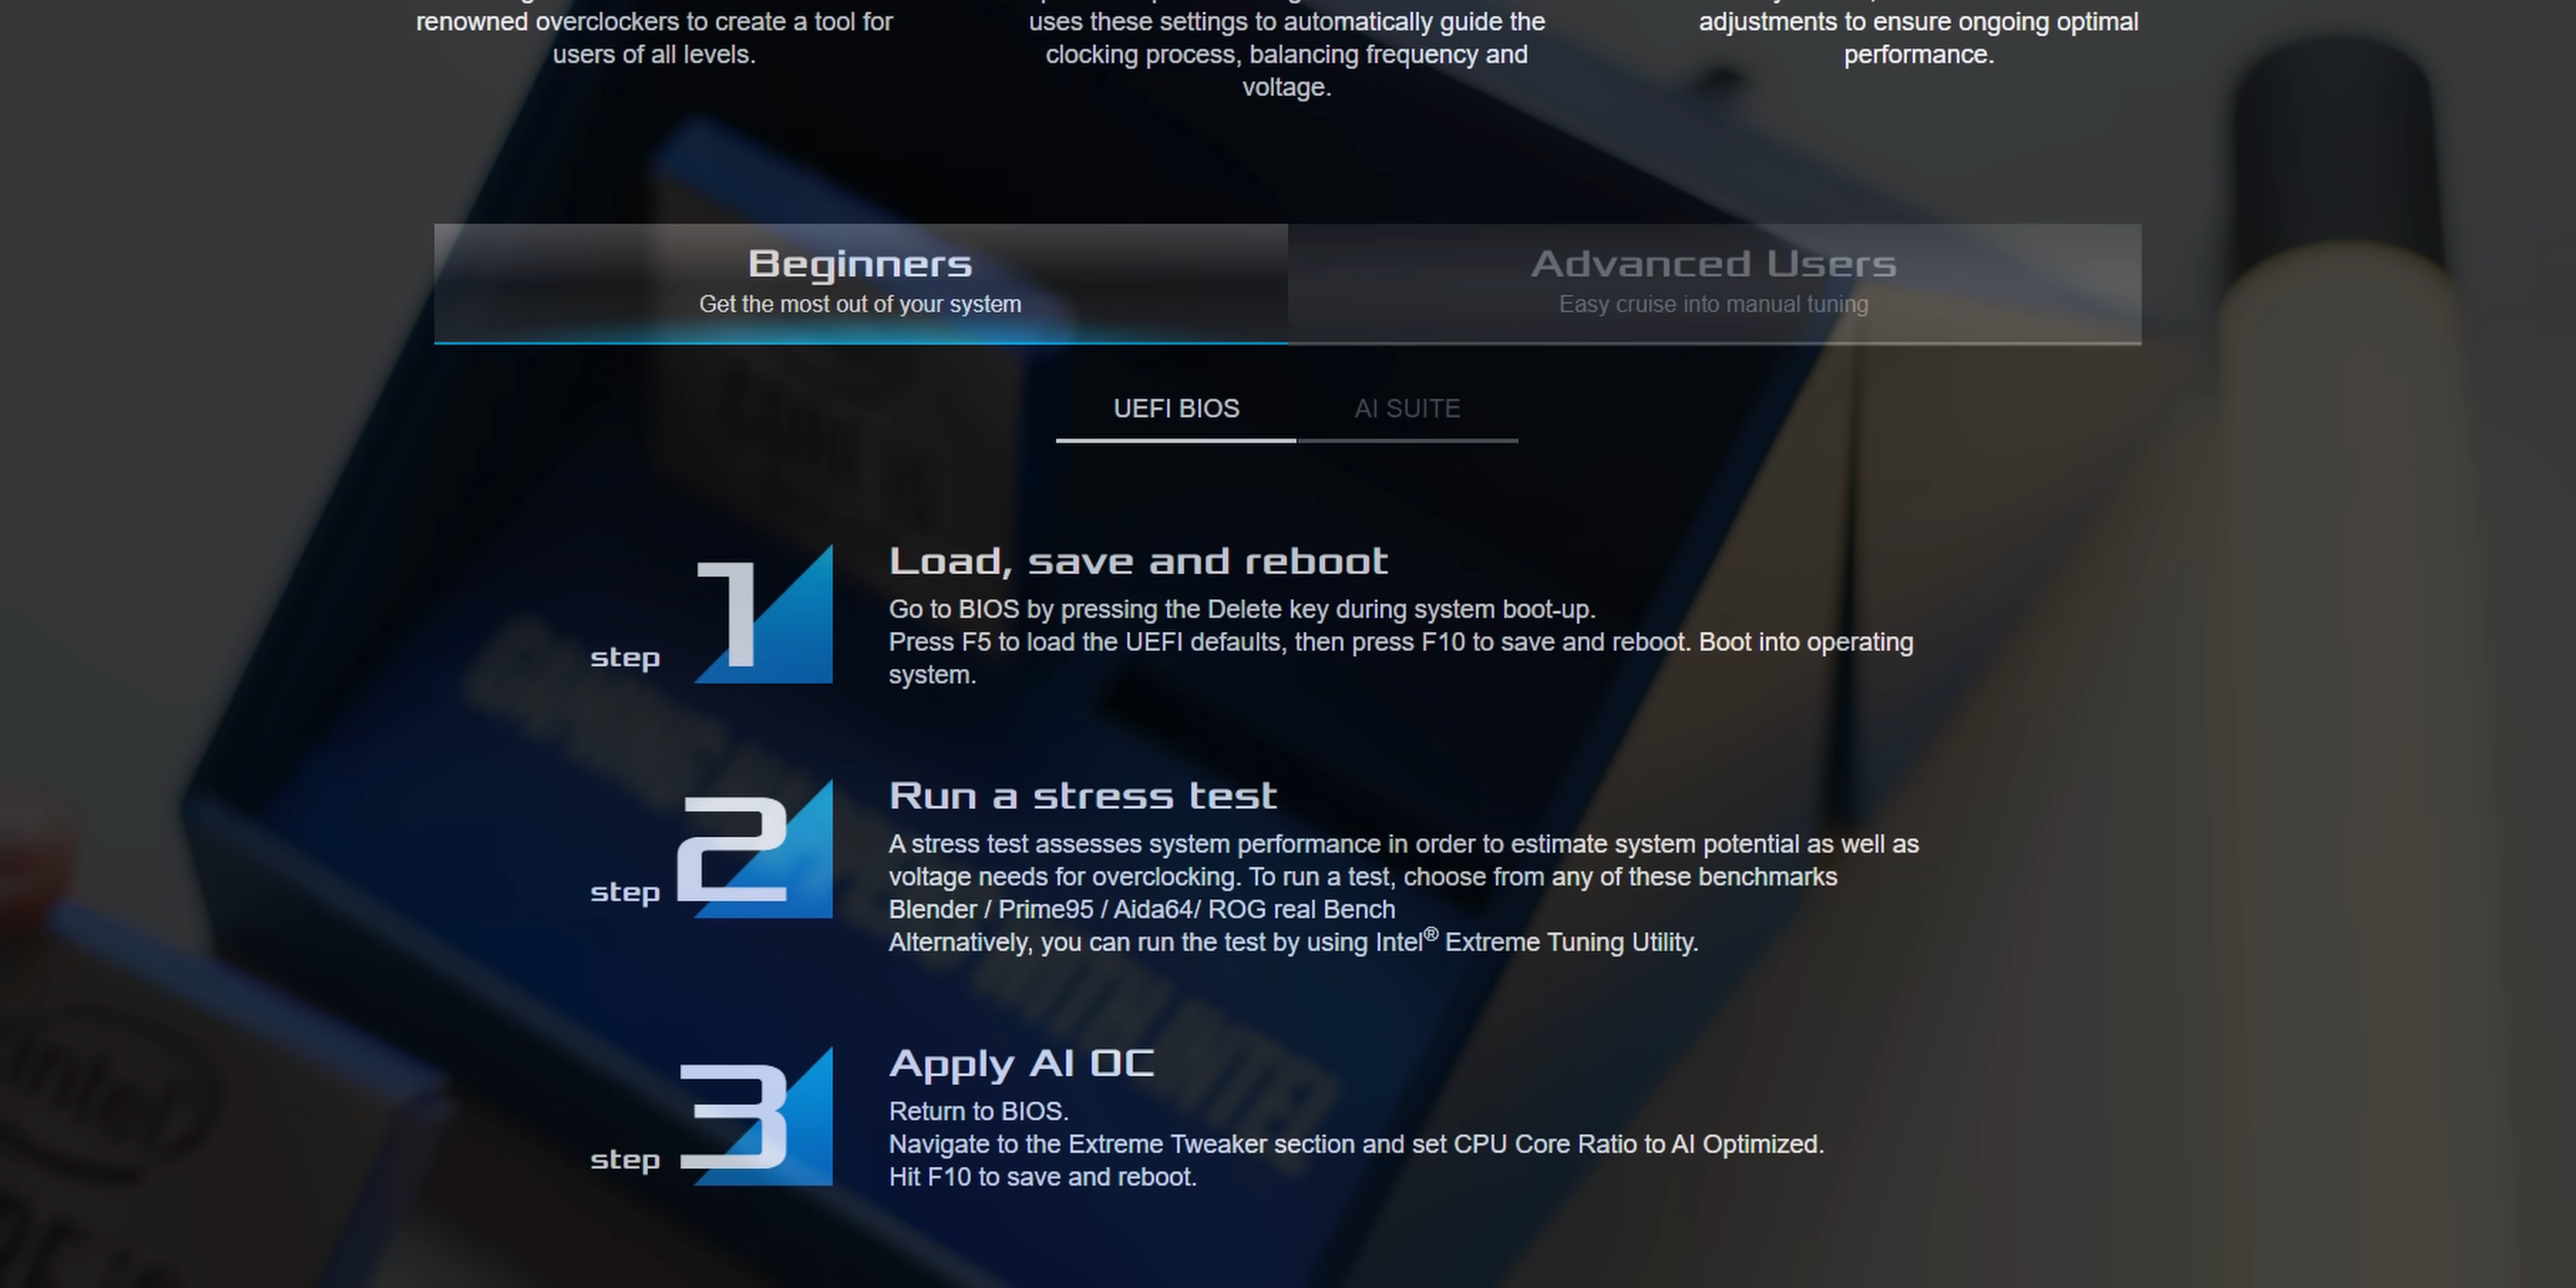 renowned overclockers to create a tool for
users of all levels.
uses these settings to automatically guide the
clocking process, balancing frequency and
voltage.
adjustments to ensure ongoing optimal
performance.
Beginners
Get the most out of your system
Advanced Users
Easy cruise into manual tuning
UEFI BIOS
AI SUITE
step 1
Load, save and reboot
Go to BIOS by pressing the Delete key during system boot-up.
Press F5 to load the UEFI defaults, then press F10 to save and reboot. Boot into operating
system.
step 2
Run a stress test
A stress test assesses system performance in order to estimate system potential as well as
voltage needs for overclocking. To run a test, choose from any of these benchmarks
Blender / Prime95 / Aida64/ ROG real Bench
Alternatively, you can run the test by using Intel® Extreme Tuning Utility.
step 3
Apply AI OC
Return to BIOS.
Navigate to the Extreme Tweaker section and set CPU Core Ratio to AI Optimized.
Hit F10 to save and reboot.
WITH INTEL
intel